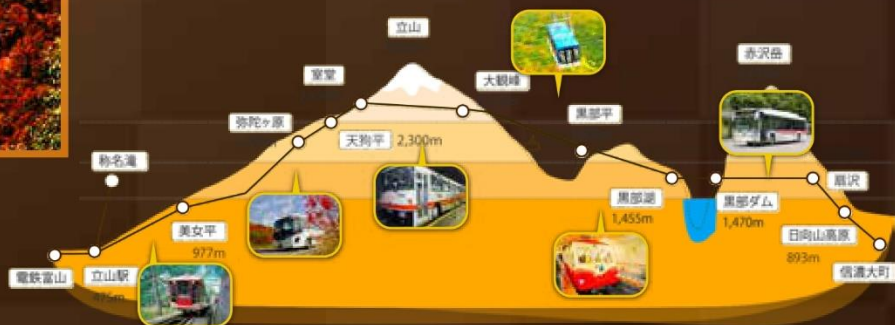 立山
室堂
大観峰
赤沢岳
弥陀ヶ原
天狗平
2,300m
黒部平
称名滝
美女平
977m
黒部湖
1,455m
黒部ダム
1,470m
扇沢
日向山高原
893m
電鉄富山
立山駅
475m
信濃大町